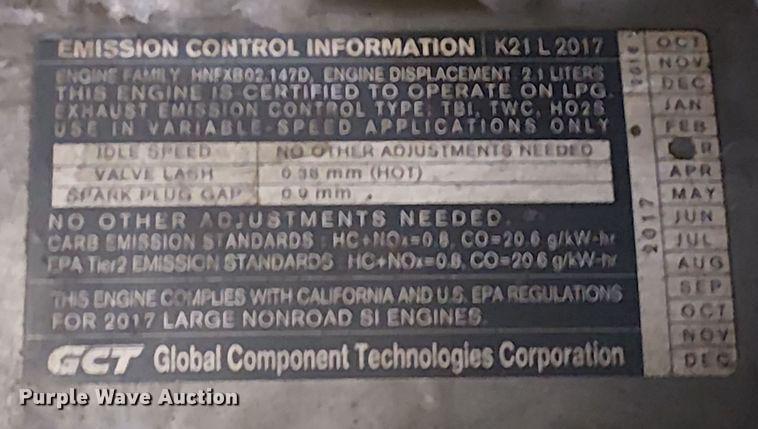 EMISSION CONTROL INFORMATION K21 L 2017
ENGINE FAMILY HNFXB02.147D, ENGINE DISPLACEMENT 2.1 LITERS
THIS ENGINE IS CERTIFIED TO OPERATE ON LPG.
EXHAUST EMISSION CONTROL TYPE: TBI, TWC, HO2S
USE IN VARIABLE-SPEED APPLICATIONS ONLY
IDLE SPEED NO OTHER ADJUSTMENTS NEEDED
VALVE LASH 0.38 mm (HOT)
SPARK PLUG GAP 0.9 mm
NO OTHER ADJUSTMENTS NEEDED.
CARB EMISSION STANDARDS : HC+NOx=0.8, CO=20.6 g/kW-hr
EPA Tier2 EMISSION STANDARDS : HC+NOx=0.8, CO=20.6 g/kW-hr
THIS ENGINE COMPLIES WITH CALIFORNIA AND U.S. EPA REGULATIONS
FOR 2017 LARGE NONROAD SI ENGINES.
GCT Global Component Technologies Corporation
2016
OCT
NOV
DEC
2017
JAN
FEB
R
APR
MAY
JUN
JUL
AUG
SEP
OCT
NOV
DEC
Purple Wave Auction